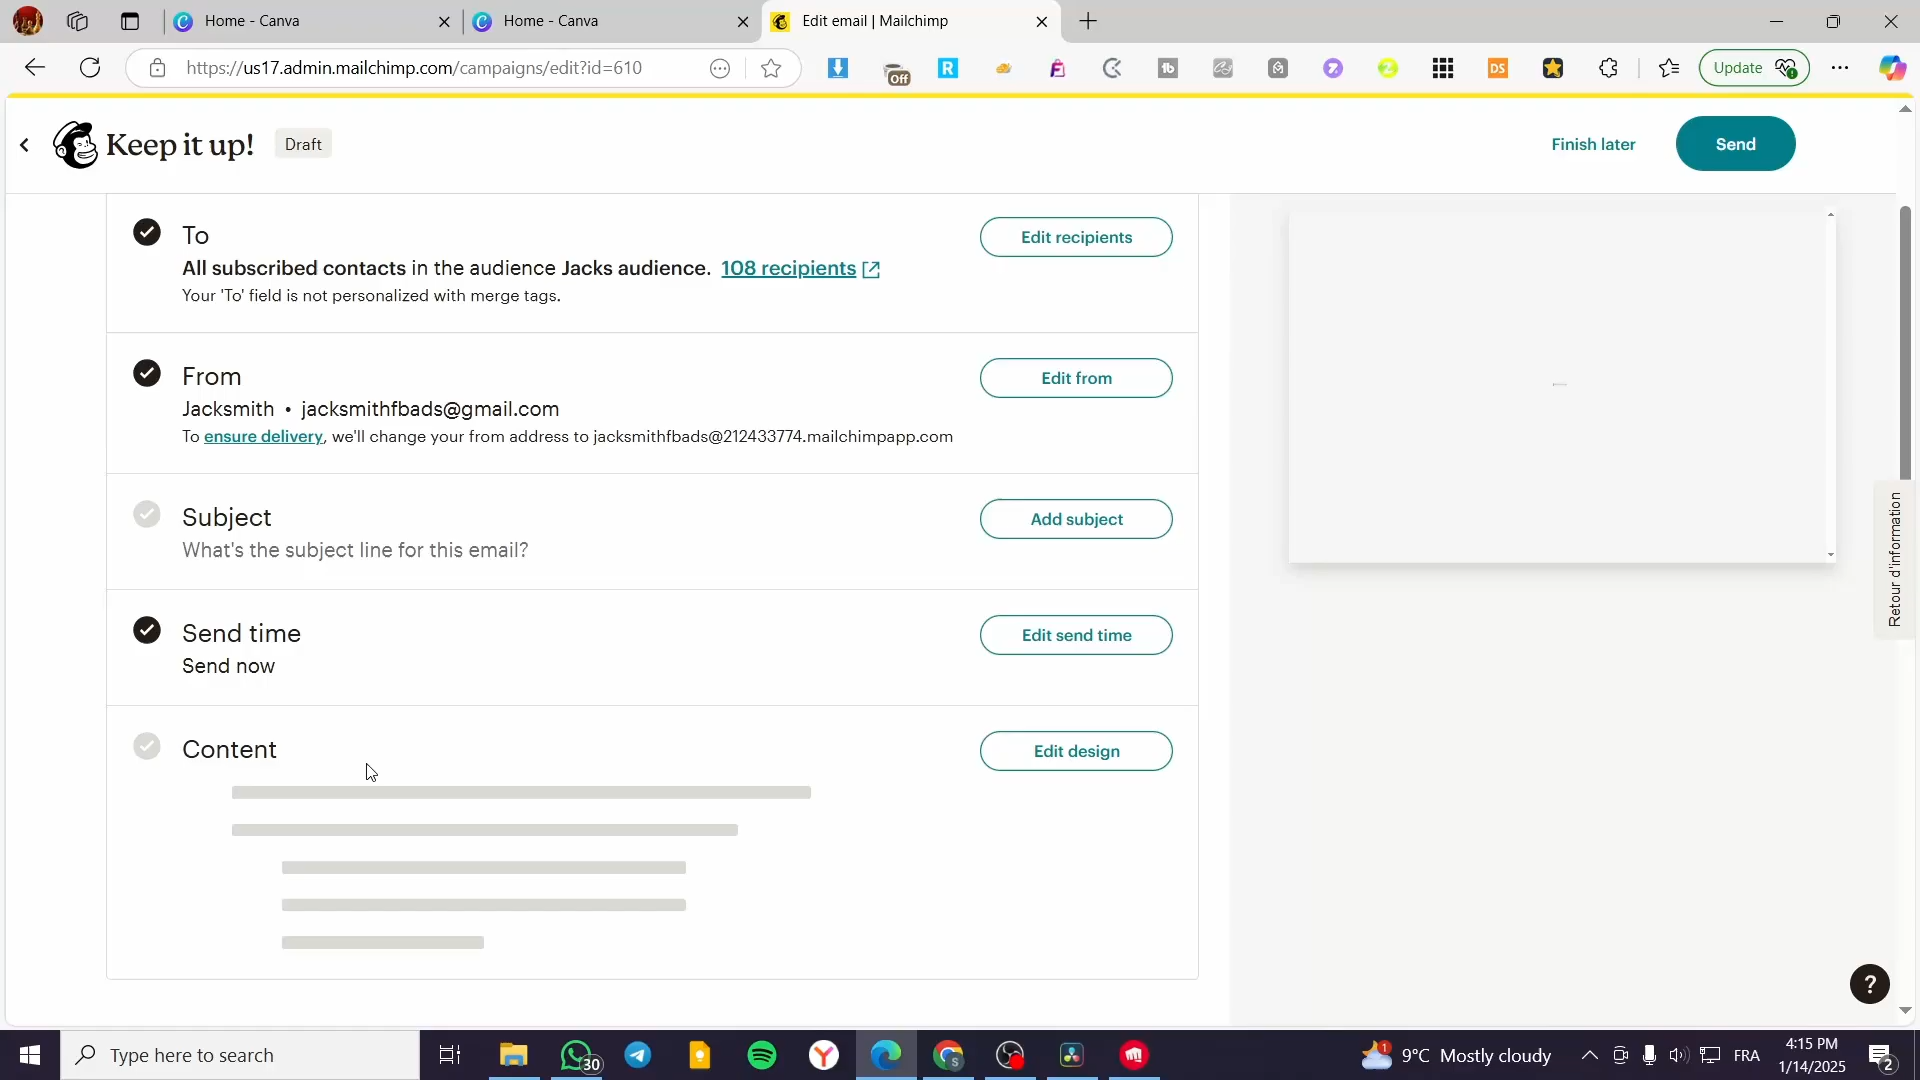 Home - Canva
Home - Canva
Edit email | Mailchimp
https://us17.admin.mailchimp.com/campaigns/edit?id=610
Off
R
tb
DS
Update
Keep it up!
Draft
Finish later
Send
To
Edit recipients
All subscribed contacts in the audience Jacks audience. 108 recipients
Your 'To' field is not personalized with merge tags.
From
Edit from
Jacksmith • jacksmithfbads@gmail.com
To ensure delivery, we'll change your from address to jacksmithfbads@212433774.mailchimpapp.com
Subject
Add subject
What's the subject line for this email?
Retour d'information
Send time
Edit send time
Send now
Content
Edit design
?
Type here to search
30
1
9°C Mostly cloudy
FRA
4:15 PM
1/14/2025
2